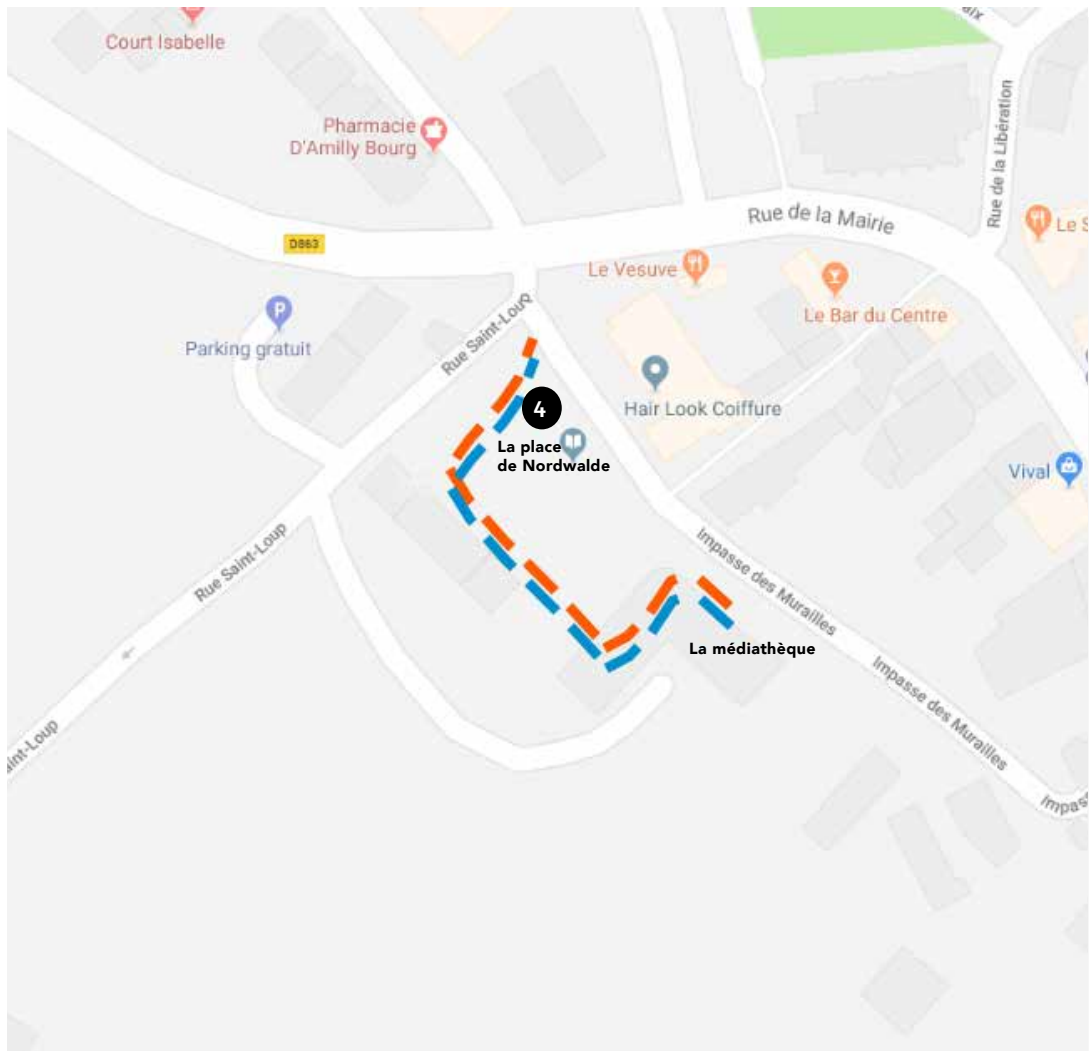 Court Isabelle
Pharmacie
D'Amilly Bourg
Rue de la Libération
Rue de la Mairie
D863
Le Vesuve
Le Bar du Centre
P
Parking gratuit
Rue Saint-Loup
4
Hair Look Coiffure
La place
de Nordwalde
Vival
Rue Saint-Loup
Impasse des Murailles
La médiathèque
Impasse des Murailles